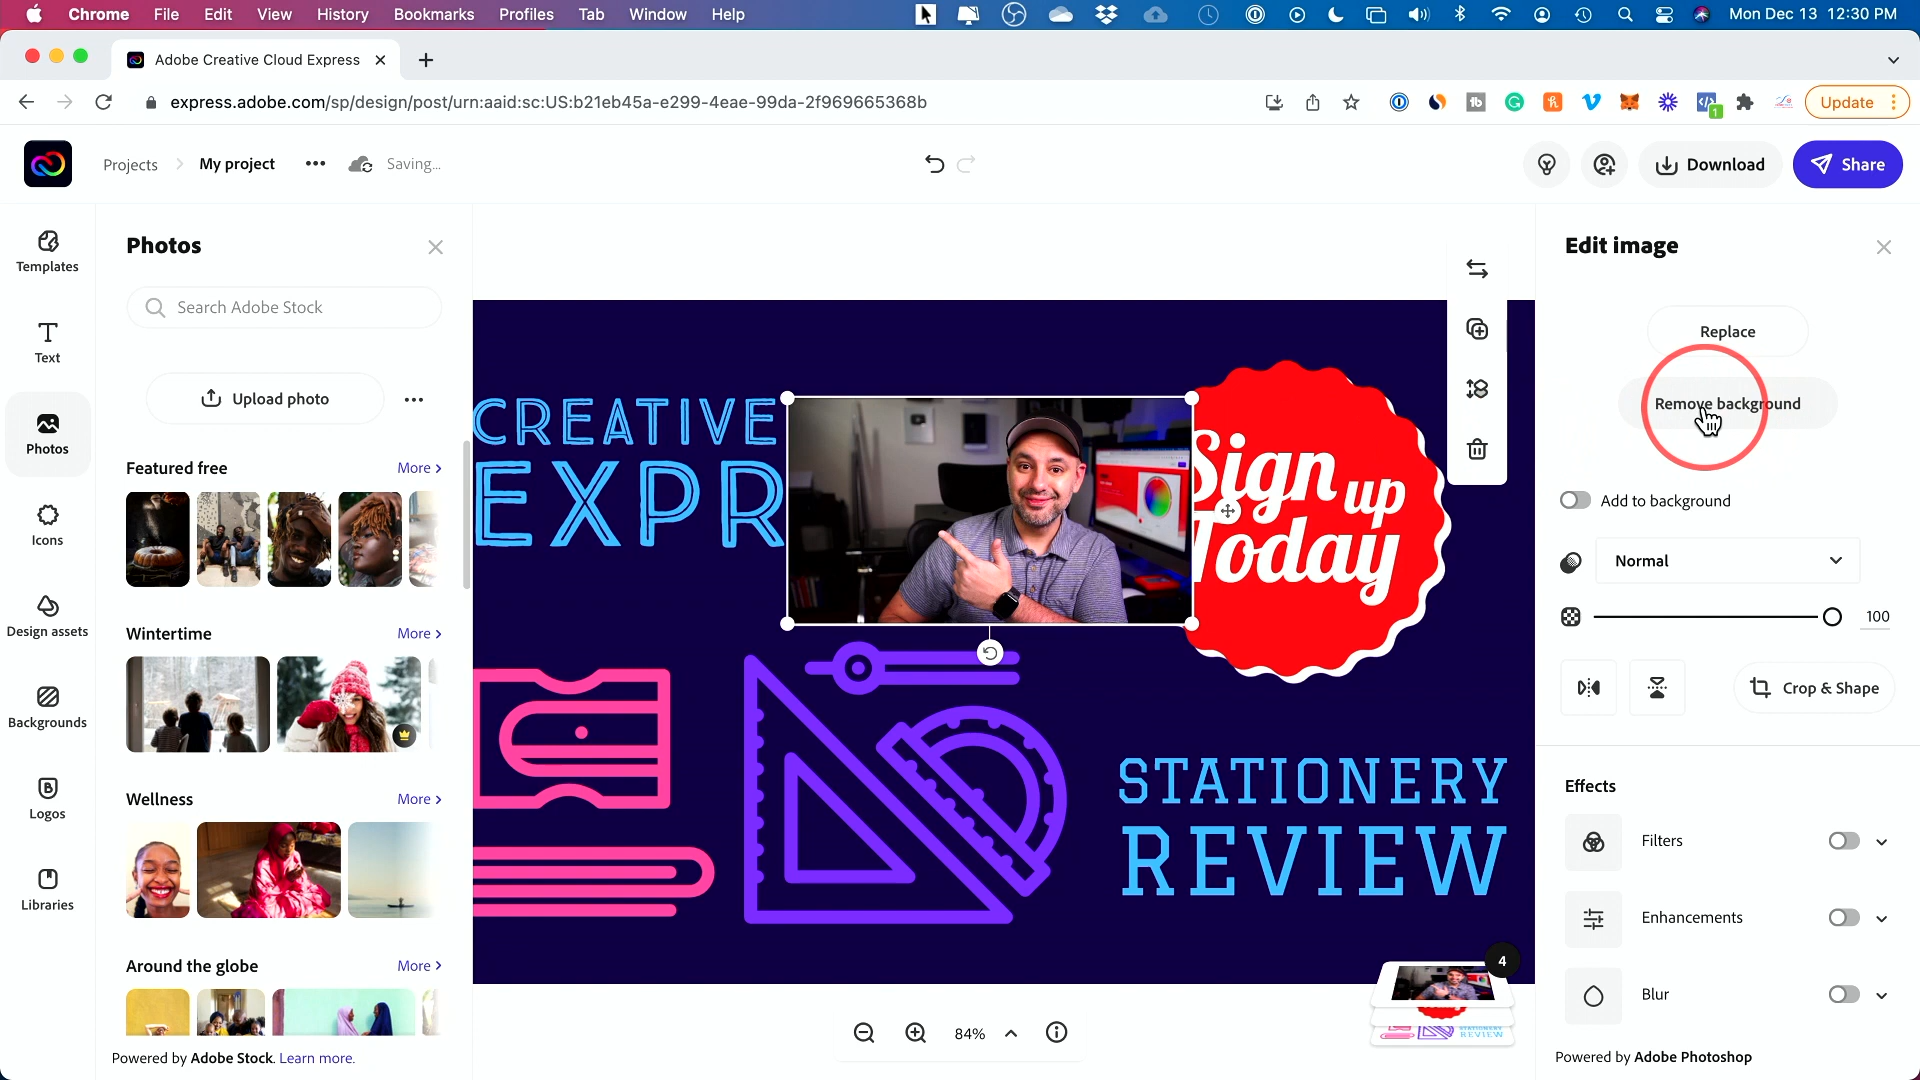 Chrome File Edit View History Bookmarks Profiles Tab Window Help Mon Dec 13 12:30 PM
Adobe Creative Cloud Express
express.adobe.com/sp/design/post/urn:aaid:sc:US:b21eb45a-e299-4eae-99da-2f969665368b
Update
Projects My project Saving...
Download
Share
Templates
Text
Photos
Icons
Design assets
Backgrounds
Logos
Libraries
Photos
Search Adobe Stock
Upload photo
Featured free More
Wintertime More
Wellness More
Around the globe More
Powered by Adobe Stock. Learn more.
CREATIVE
EXPR
Sign up
Today
STATIONERY
REVIEW
84%
4
Edit image
Replace
Remove background
Add to background
Normal
100
Crop & Shape
Effects
Filters
Enhancements
Blur
Powered by Adobe Photoshop